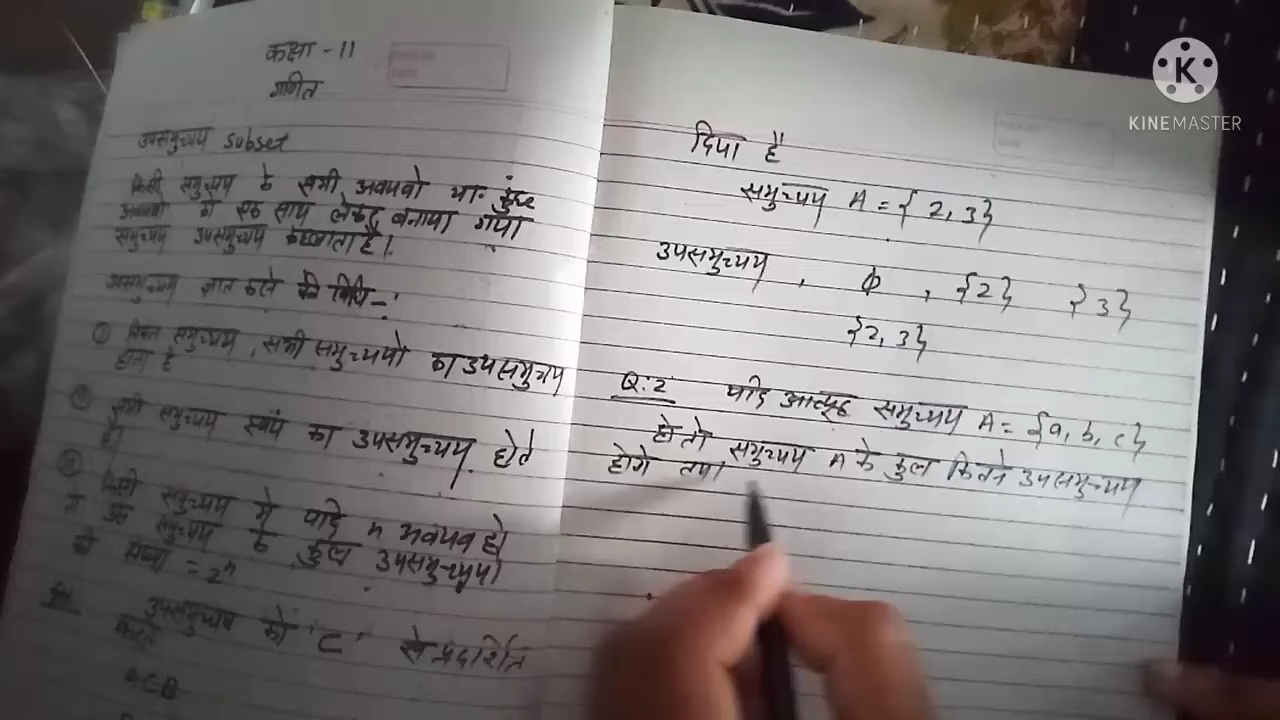 कक्षा - 11
गणित
उपसमुच्चय subset
किसी समुच्चय के सभी अवयवो या कुछ
अवयवो को एक साथ लेकर बनाया गया
समुच्चय उपसमुच्चय कहलाता है।
उपसमुच्चय ज्ञात करने की विधि -:
① रिक्त समुच्चय, सभी समुच्चयो का उपसमुच्चय
होता है
② सभी समुच्चय स्वयं का उपसमुच्चय होते
है।
③ किसी समुच्चय मे यदि n अवयव हो
तो उस समुच्चय के कुल उपसमुच्चयो
की संख्या = 2ⁿ
उपसमुच्चय को 'C' से प्रदर्शित
करते
ACB
दिया है
समुच्चय A = {2, 3}
उपसमुच्चय, ϕ, {2} {3}
{2, 3}
Q:2 यदि समुच्चय A = {a, b, c}
हो तो समुच्चय A के कुल कितने उपसमुच्चय
होगे तथा
KINEMASTER